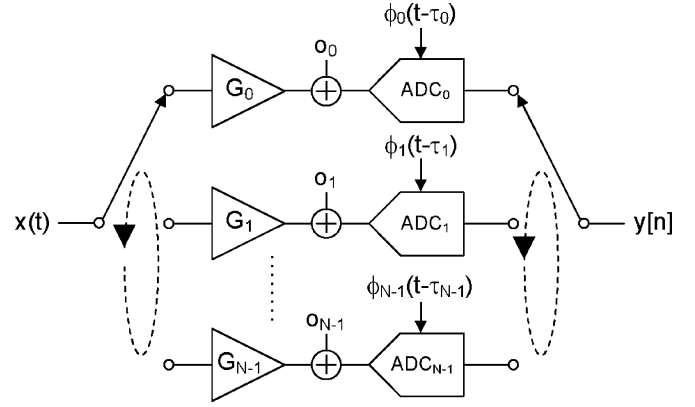 ϕ₀(t-τ₀)
o₀
G₀
ADC₀
ϕ₁(t-τ₁)
o₁
x(t)
G₁
ADC₁
y[n]
ϕN-1(t-τN-1)
oN-1
GN-1
ADCN-1